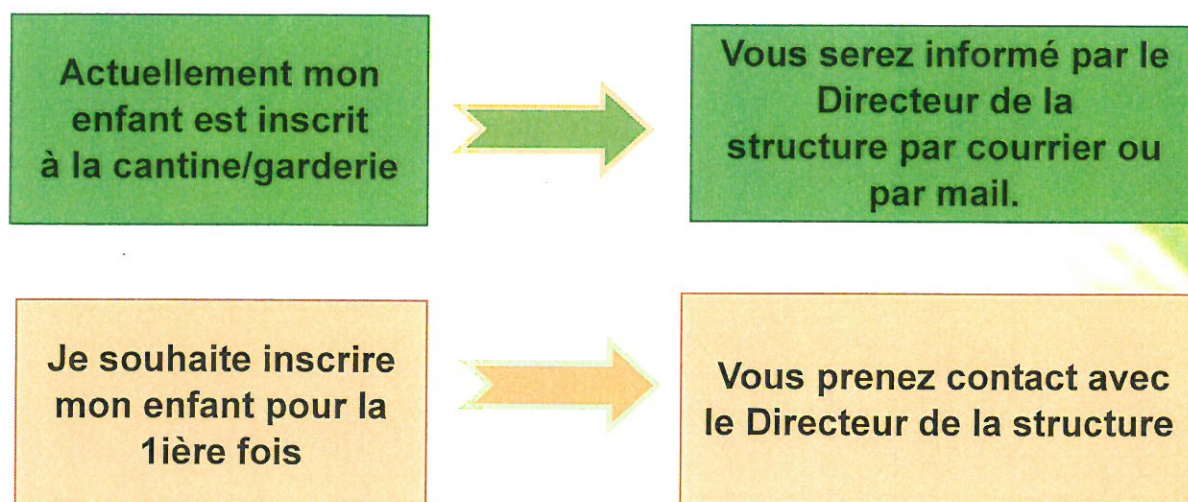 Actuellement mon
enfant est inscrit
à la cantine/garderie
Vous serez informé par le
Directeur de la
structure par courrier ou
par mail.
Je souhaite inscrire
mon enfant pour la
1ière fois
Vous prenez contact avec
le Directeur de la structure